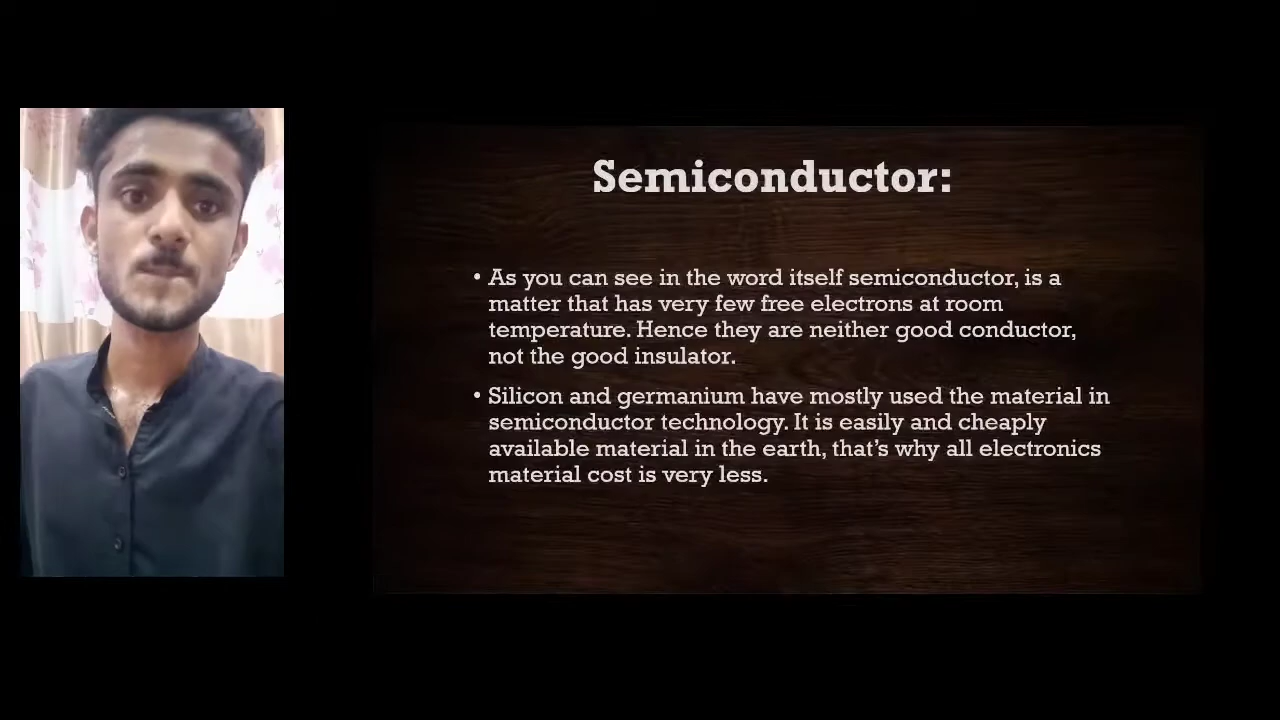 Semiconductor:
• As you can see in the word itself semiconductor, is a
matter that has very few free electrons at room
temperature. Hence they are neither good conductor,
not the good insulator.
• Silicon and germanium have mostly used the material in
semiconductor technology. It is easily and cheaply
available material in the earth, that’s why all electronics
material cost is very less.